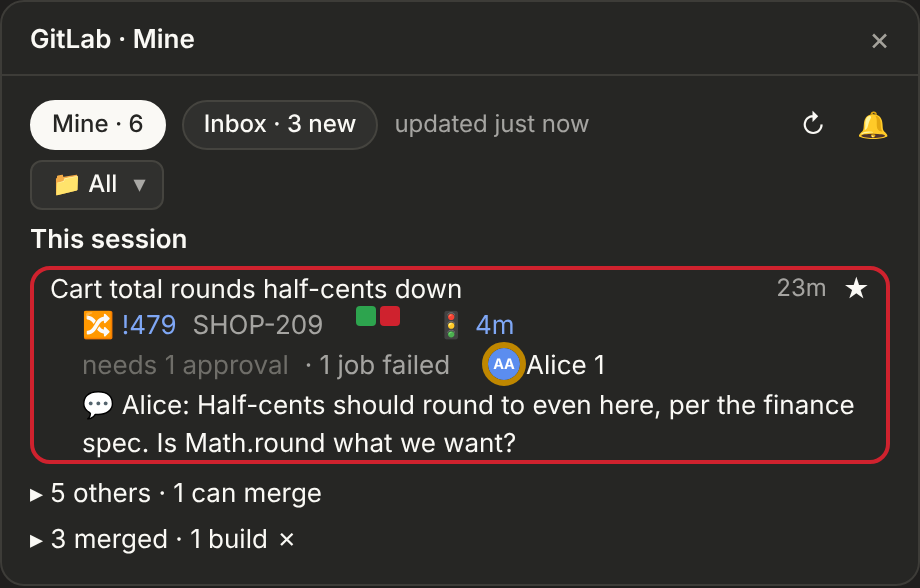 GitLab · Mine ×
Mine · 6 Inbox · 3 new updated just now
All
This session
Cart total rounds half-cents down 23m
!479 SHOP-209 4m
needs 1 approval · 1 job failed AA Alice 1
Alice: Half-cents should round to even here, per the finance
spec. Is Math.round what we want?
5 others · 1 can merge
3 merged · 1 build ×